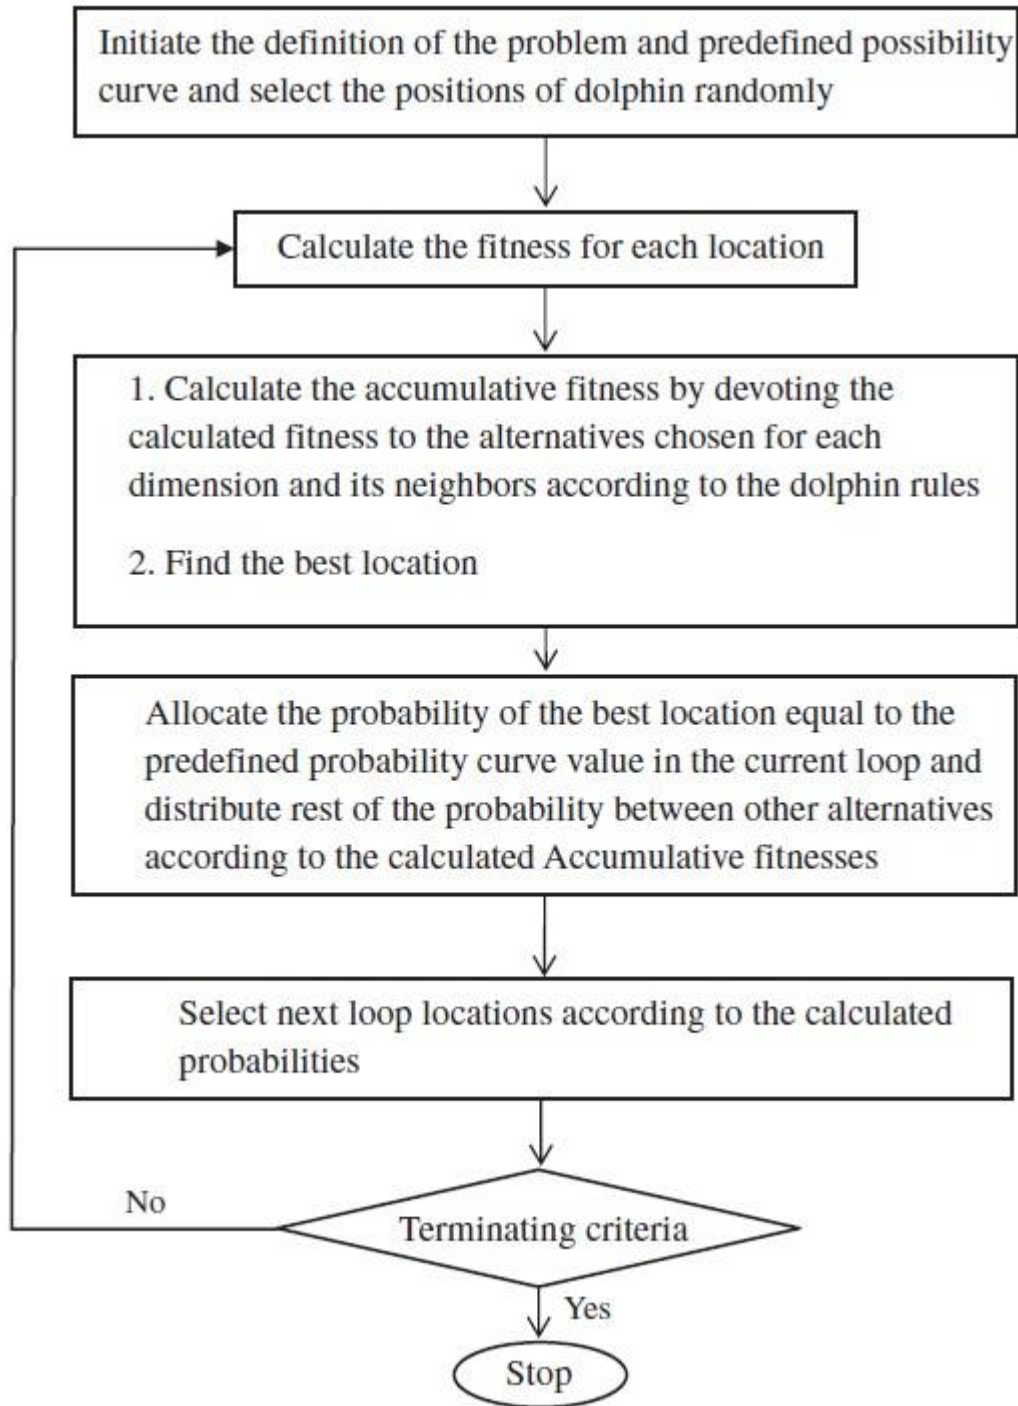 Initiate the definition of the problem and predefined possibility
curve and select the positions of dolphin randomly
Calculate the fitness for each location
1. Calculate the accumulative fitness by devoting the
calculated fitness to the alternatives chosen for each
dimension and its neighbors according to the dolphin rules
2. Find the best location
Allocate the probability of the best location equal to the
predefined probability curve value in the current loop and
distribute rest of the probability between other alternatives
according to the calculated Accumulative fitnesses
Select next loop locations according to the calculated
probabilities
No
Terminating criteria
Yes
Stop